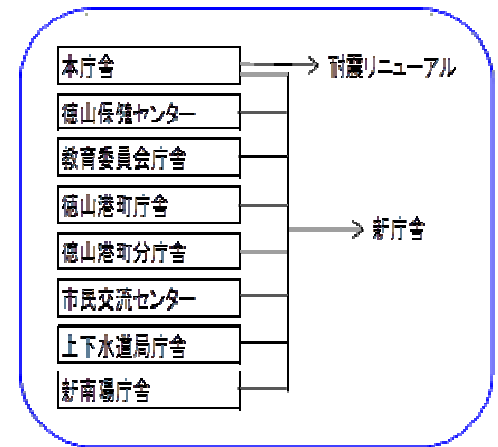 本庁舎
耐震リニューアル
徳山保健センター
教育委員会庁舎
徳山港町庁舎
徳山港町分庁舎
新庁舎
市民交流センター
上下水道局庁舎
新南陽庁舎